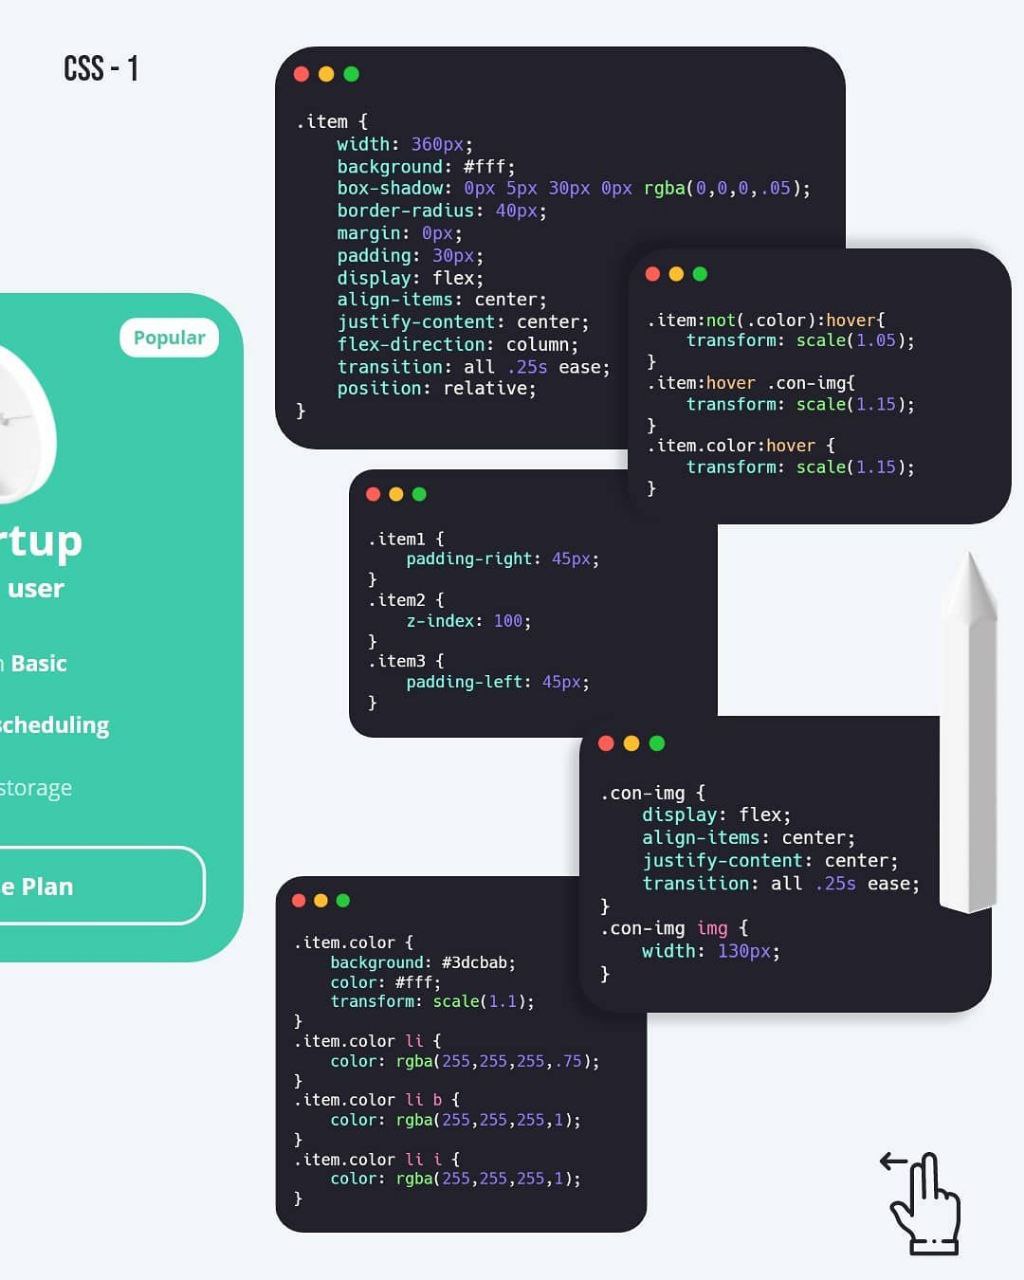 CSS - 1
.item {
    width: 360px;
    background: #fff;
    box-shadow: 0px 5px 30px 0px rgba(0,0,0,.05);
    border-radius: 40px;
    margin: 0px;
    padding: 30px;
    display: flex;
    align-items: center;
    justify-content: center;
    flex-direction: column;
    transition: all .25s ease;
    position: relative;
}
.item:not(.color):hover{
    transform: scale(1.05);
}
.item:hover .con-img{
    transform: scale(1.15);
}
.item.color:hover {
    transform: scale(1.15);
}
Popular
rtup
user
Basic
scheduling
storage
e Plan
.item1 {
    padding-right: 45px;
}
.item2 {
    z-index: 100;
}
.item3 {
    padding-left: 45px;
}
.con-img {
    display: flex;
    align-items: center;
    justify-content: center;
    transition: all .25s ease;
}
.con-img img {
    width: 130px;
}
.item.color {
    background: #3dcbab;
    color: #fff;
    transform: scale(1.1);
}
.item.color li {
    color: rgba(255,255,255,.75);
}
.item.color li b {
    color: rgba(255,255,255,1);
}
.item.color li i {
    color: rgba(255,255,255,1);
}